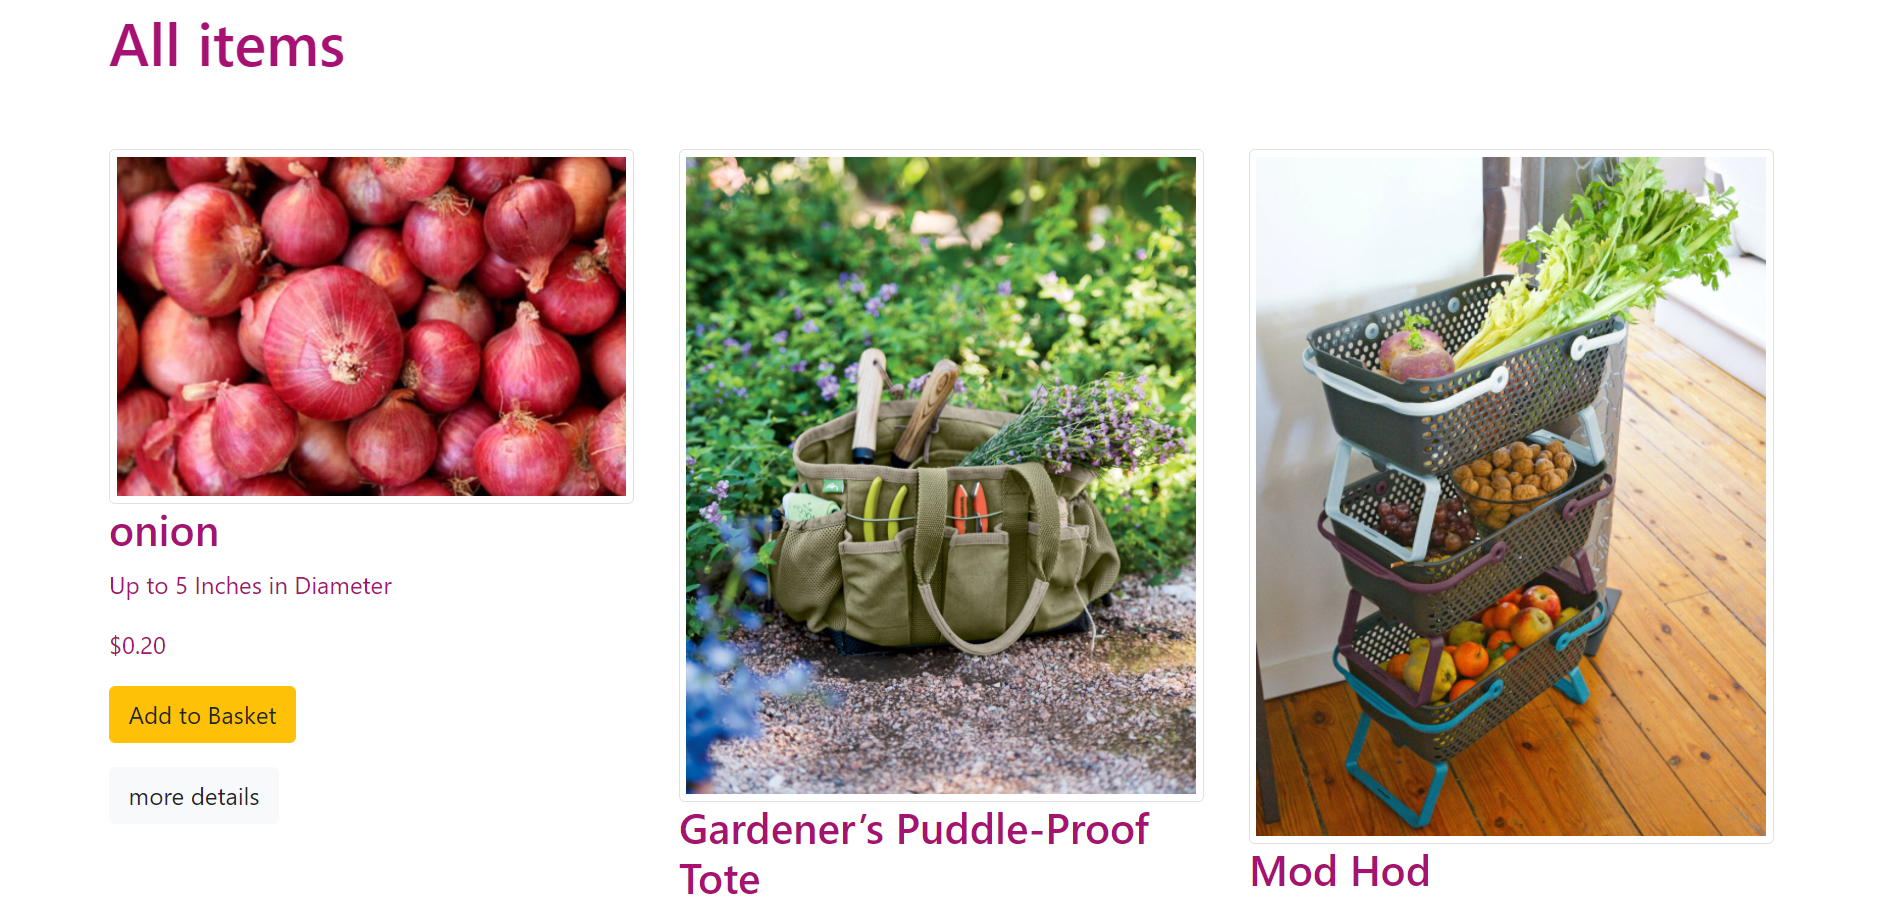 All items
onion
Up to 5 Inches in Diameter
$0.20
Add to Basket
more details
Gardener’s Puddle-Proof
Tote
Mod Hod